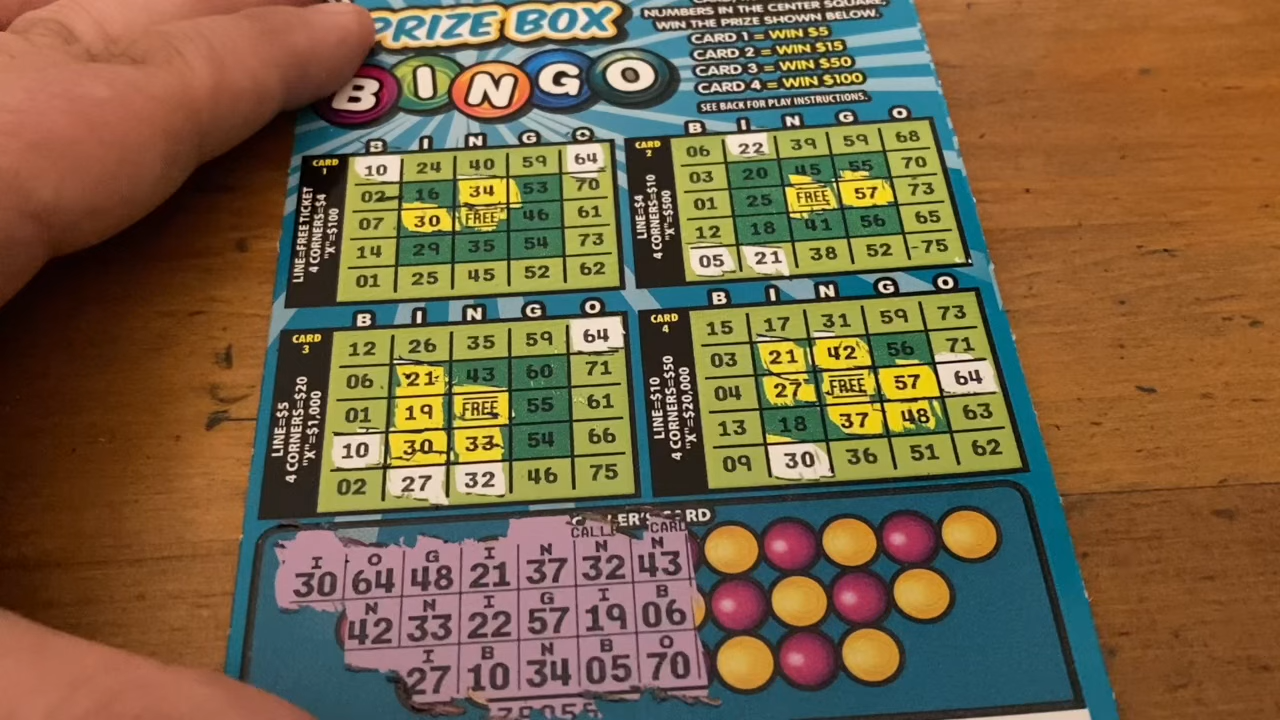 PRIZE BOX
BINGO
NUMBERS IN THE CENTER SQUARE,
WIN THE PRIZE SHOWN BELOW.
CARD 1 = WIN $5
CARD 2 = WIN $15
CARD 3 = WIN $50
CARD 4 = WIN $100
SEE BACK FOR PLAY INSTRUCTIONS.
CARD 1
LINE=FREE TICKET
4 CORNERS=$4
"X"=$100
B I N G O
10 24 40 59 64
02 16 34 53 70
07 30 FREE 46 61
14 29 35 54 73
01 25 45 52 62
CARD 2
LINE=$4
4 CORNERS=$10
"X"=$500
B I N G O
06 22 39 59 68
03 20 45 55 70
01 25 FREE 57 73
12 18 41 56 65
05 21 38 52 75
CARD 3
LINE=$5
4 CORNERS=$20
"X"=$1,000
B I N G O
12 26 35 59 64
06 21 43 60 71
01 19 FREE 55 61
10 30 33 54 66
02 27 32 46 75
CARD 4
LINE=$10
4 CORNERS=$50
"X"=$20,000
B I N G O
15 17 31 59 73
03 21 42 56 71
04 27 FREE 57 64
13 18 37 48 63
09 30 36 51 62
CALLER'S CARD
CARD
I O G I N N N
30 64 48 21 37 32 43
N N I G I B
42 33 22 57 19 06
I B N B O
27 10 34 05 70